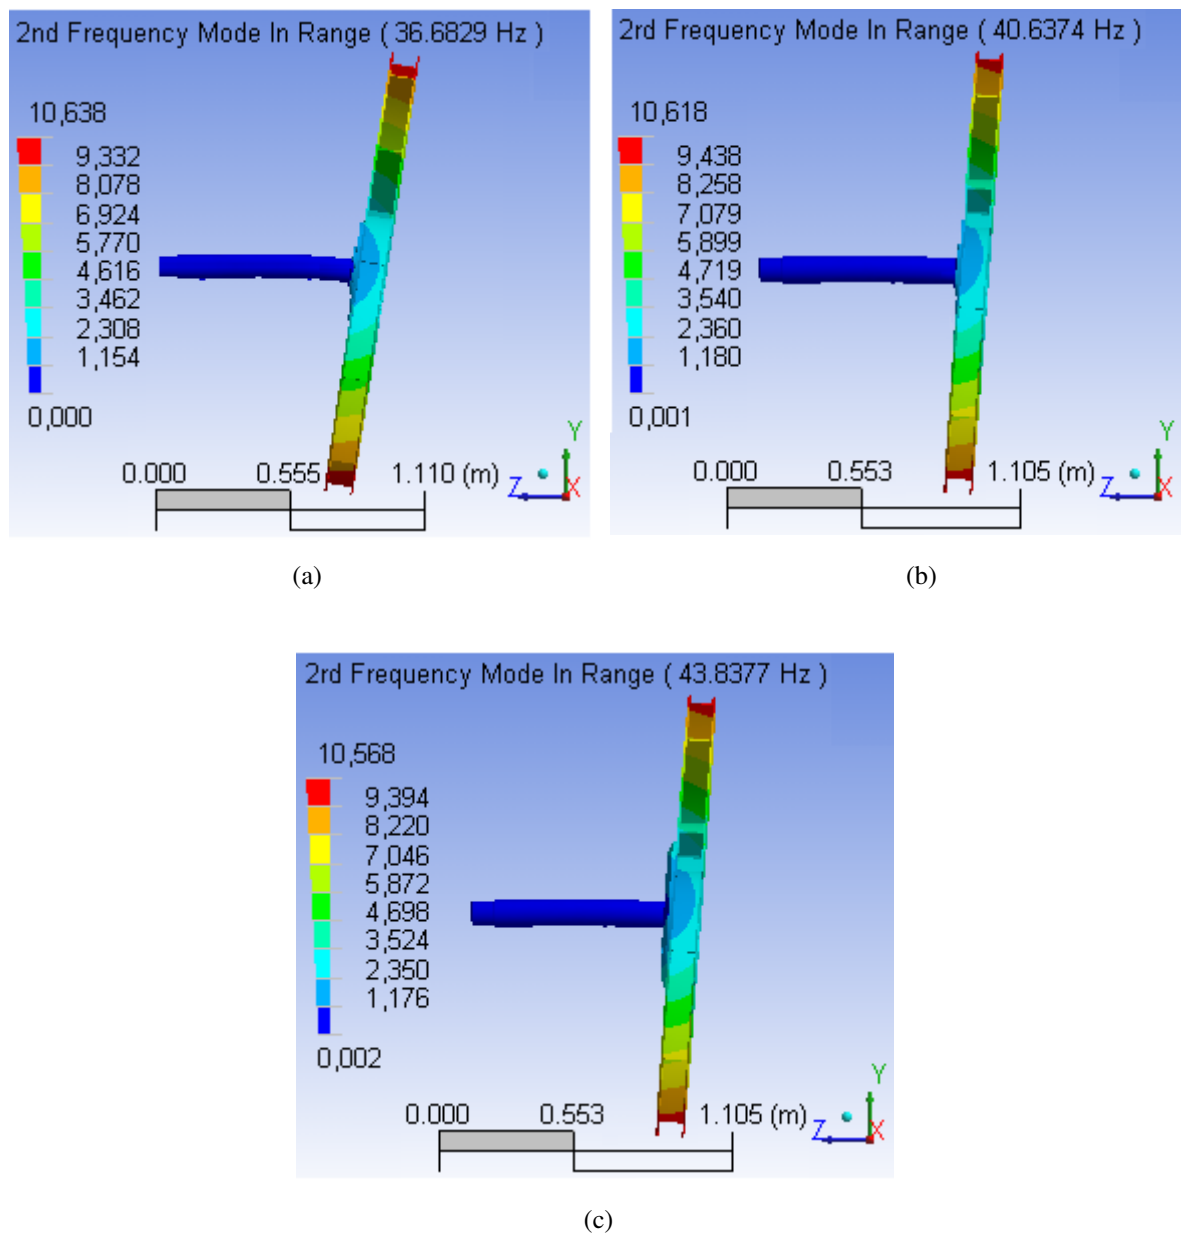 2nd Frequency Mode In Range ( 36.6829 Hz )
10,638
9,332
8,078
6,924
5,770
4,616
3,462
2,308
1,154
0,000
0.000 0.555 1.110 (m)
Y
Z X
(a)
2rd Frequency Mode In Range ( 40.6374 Hz )
10,618
9,438
8,258
7,079
5,899
4,719
3,540
2,360
1,180
0,001
0.000 0.553 1.105 (m)
Y
Z X
(b)
2rd Frequency Mode In Range ( 43.8377 Hz )
10,568
9,394
8,220
7,046
5,872
4,698
3,524
2,350
1,176
0,002
0.000 0.553 1.105 (m)
Y
Z X
(c)